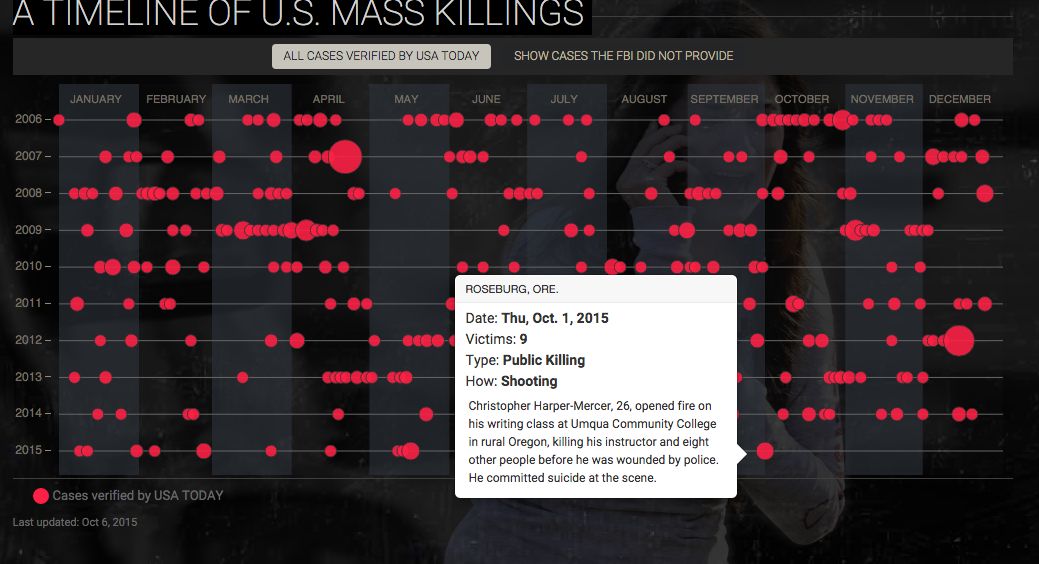 A TIMELINE OF U.S. MASS KILLINGS
ALL CASES VERIFIED BY USA TODAY SHOW CASES THE FBI DID NOT PROVIDE
JANUARY FEBRUARY MARCH APRIL MAY JUNE JULY AUGUST SEPTEMBER OCTOBER NOVEMBER DECEMBER
2006
2007
2008
2009
2010
2011
2012
2013
2014
2015
ROSEBURG, ORE.
Date: Thu, Oct. 1, 2015
Victims: 9
Type: Public Killing
How: Shooting
Christopher Harper-Mercer, 26, opened fire on
his writing class at Umqua Community College
in rural Oregon, killing his instructor and eight
other people before he was wounded by police.
He committed suicide at the scene.
Cases verified by USA TODAY
Last updated: Oct 6, 2015